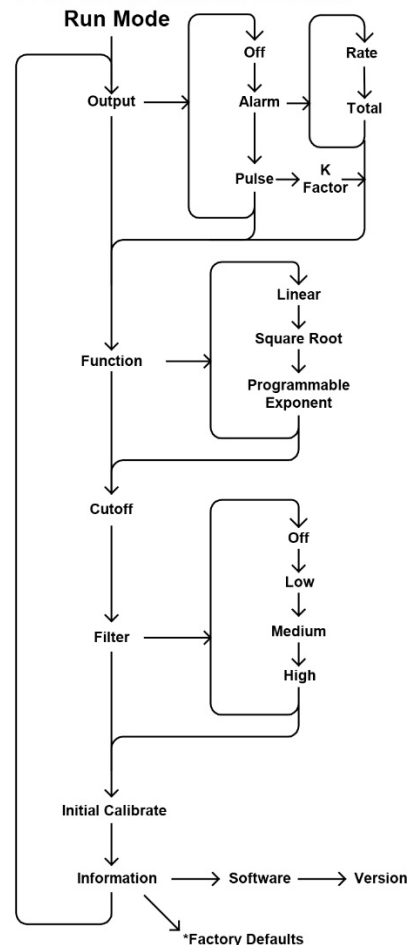 Run Mode
Off
Rate
Output
Alarm
Total
Pulse
K
Factor
Linear
Function
Square Root
Programmable
Exponent
Cutoff
Off
Low
Filter
Medium
High
Initial Calibrate
Information
Software
Version
*Factory Defaults